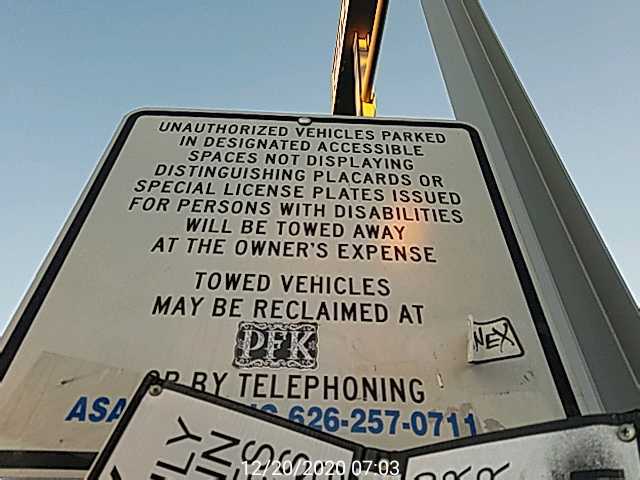 UNAUTHORIZED VEHICLES PARKED
IN DESIGNATED ACCESSIBLE
SPACES NOT DISPLAYING
DISTINGUISHING PLACARDS OR
SPECIAL LICENSE PLATES ISSUED
FOR PERSONS WITH DISABILITIES
WILL BE TOWED AWAY
AT THE OWNER'S EXPENSE
TOWED VEHICLES
MAY BE RECLAIMED AT
PFK
NEX
OR BY TELEPHONING
626-257-0711
12/20/2020 07:03